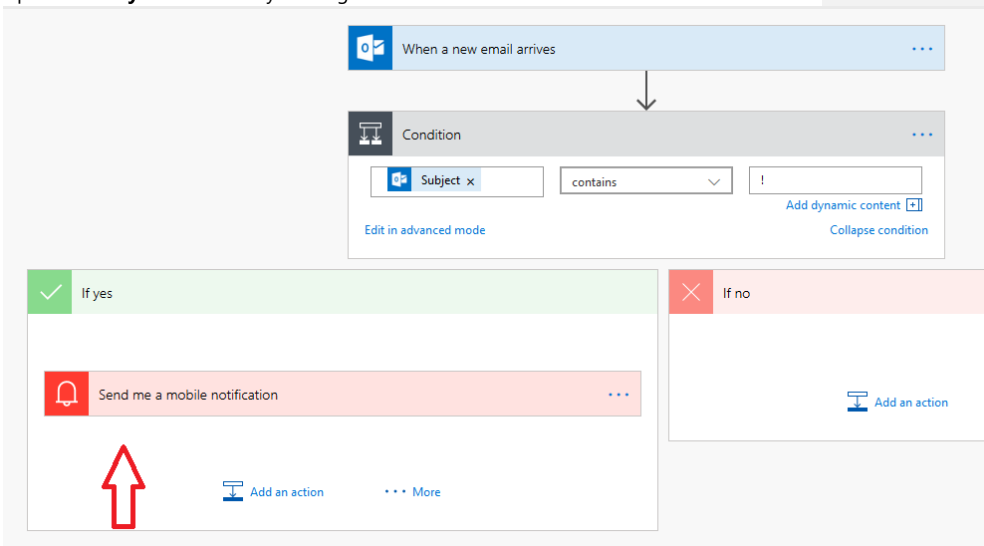 When a new email arrives
Condition
Subject x
contains
!
Add dynamic content
Edit in advanced mode
Collapse condition
If yes
If no
Send me a mobile notification
Add an action
Add an action
More